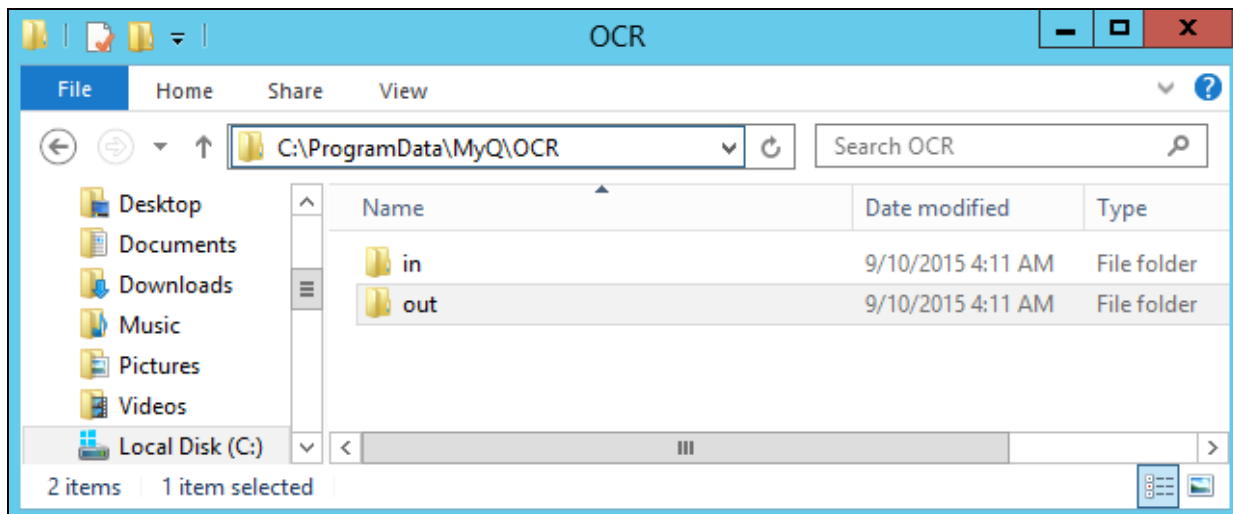 OCR
File Home Share View
C:\ProgramData\MyQ\OCR Search OCR
Desktop Name Date modified Type
Documents in 9/10/2015 4:11 AM File folder
Downloads out 9/10/2015 4:11 AM File folder
Music
Pictures
Videos
Local Disk (C:)
2 items 1 item selected